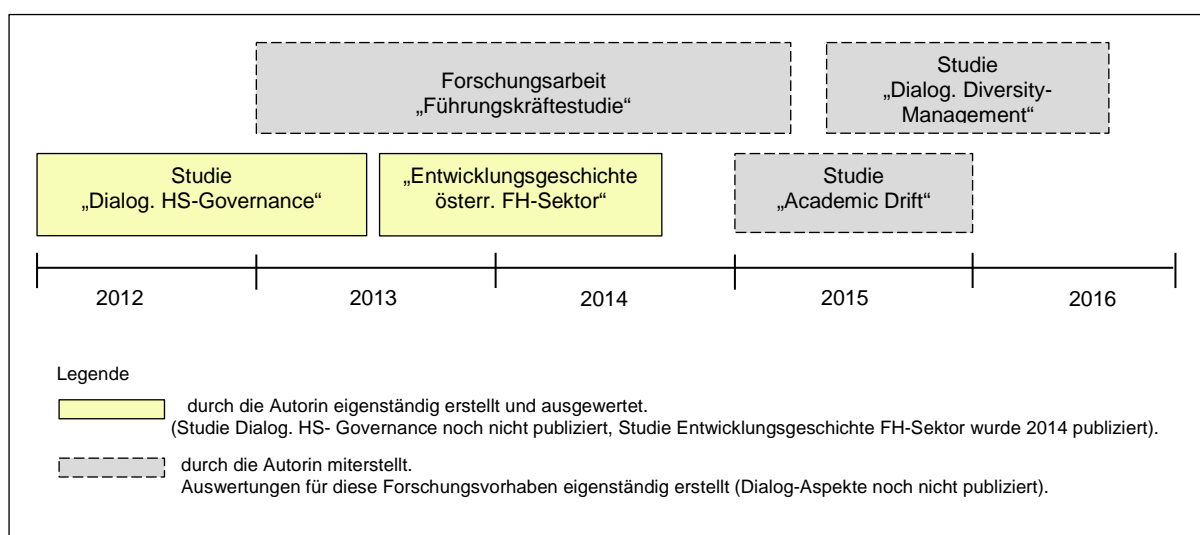 Forschungsarbeit
„Führungskräftestudie“
Studie
„Dialog. Diversity-
Management“
Studie
„Dialog. HS-Governance“
„Entwicklungsgeschichte
österr. FH-Sektor“
Studie
„Academic Drift“
2012
2013
2014
2015
2016
Legende
durch die Autorin eigenständig erstellt und ausgewertet.
(Studie Dialog. HS- Governance noch nicht publiziert, Studie Entwicklungsgeschichte FH-Sektor wurde 2014 publiziert).
durch die Autorin miterstellt.
Auswertungen für diese Forschungsvorhaben eigenständig erstellt (Dialog-Aspekte noch nicht publiziert).